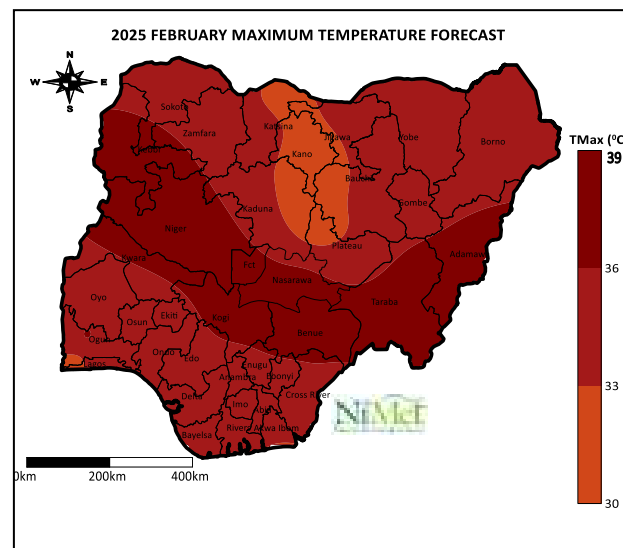 2025 FEBRUARY MAXIMUM TEMPERATURE FORECAST
N
W E
S
TMax (⁰C)
39
36
33
30
Sokoto
Zamfara
Katsina
Kano
Jigawa
Yobe
Borno
Kebbi
Kaduna
Bauchi
Gombe
Niger
Plateau
Adamawa
Kwara
Fct
Nasarawa
Taraba
Oyo
Kogi
Benue
Osun
Ekiti
Ogun
Ondo
Edo
Lagos
Enugu
Anambra
Ebonyi
Delta
Imo
Abia
Cross River
Bayelsa
Rivers
Akwa Ibom
NiMet
0km 200km 400km